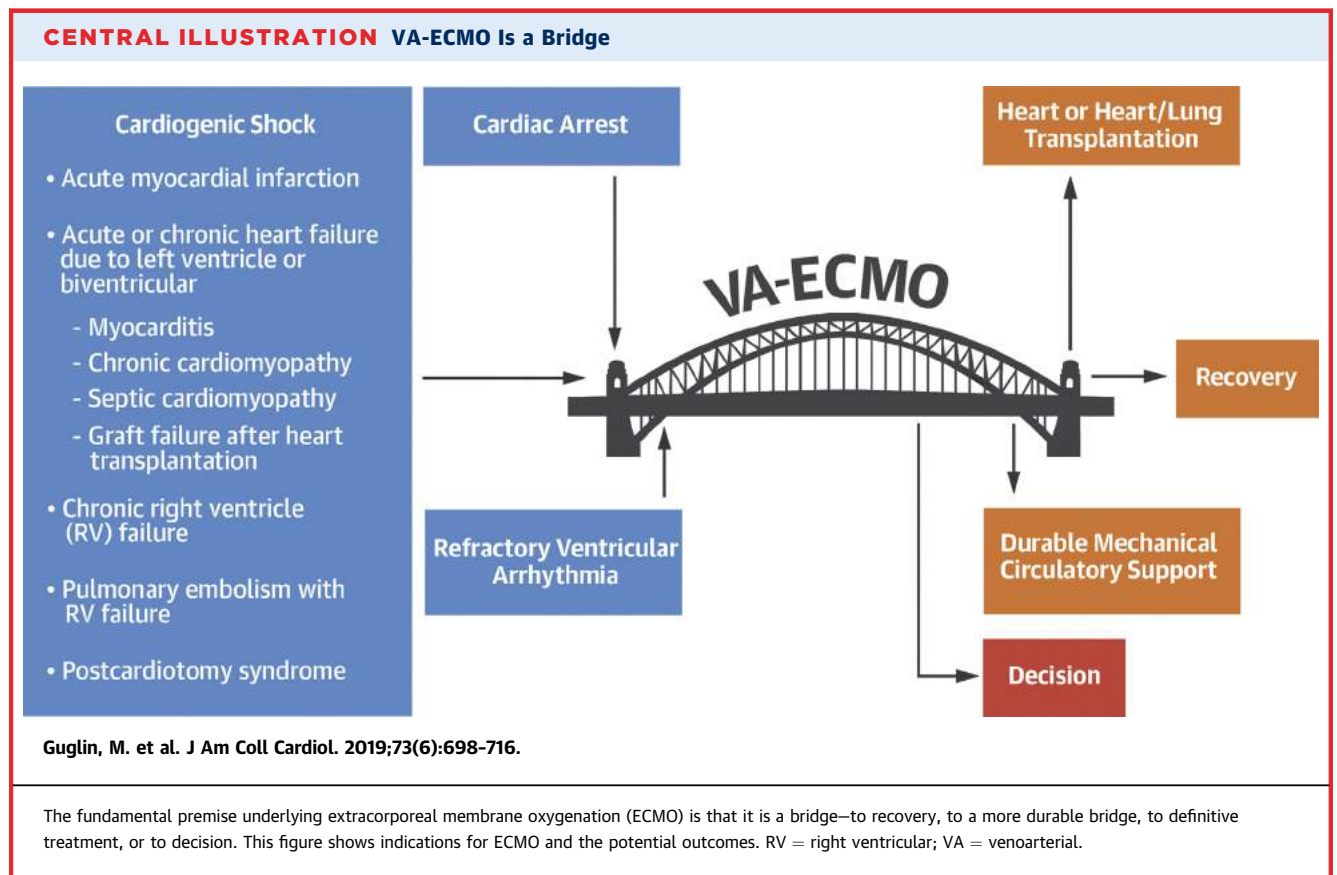 CENTRAL ILLUSTRATION VA-ECMO Is a Bridge
Cardiogenic Shock
• Acute myocardial infarction
• Acute or chronic heart failure
due to left ventricle or
biventricular
- Myocarditis
- Chronic cardiomyopathy
- Septic cardiomyopathy
- Graft failure after heart
transplantation
• Chronic right ventricle
(RV) failure
• Pulmonary embolism with
RV failure
• Postcardiotomy syndrome
Cardiac Arrest
Refractory Ventricular
Arrhythmia
VA-ECMO
Heart or Heart/Lung
Transplantation
Recovery
Durable Mechanical
Circulatory Support
Decision
Guglin, M. et al. J Am Coll Cardiol. 2019;73(6):698–716.
The fundamental premise underlying extracorporeal membrane oxygenation (ECMO) is that it is a bridge—to recovery, to a more durable bridge, to definitive
treatment, or to decision. This figure shows indications for ECMO and the potential outcomes. RV = right ventricular; VA = venoarterial.